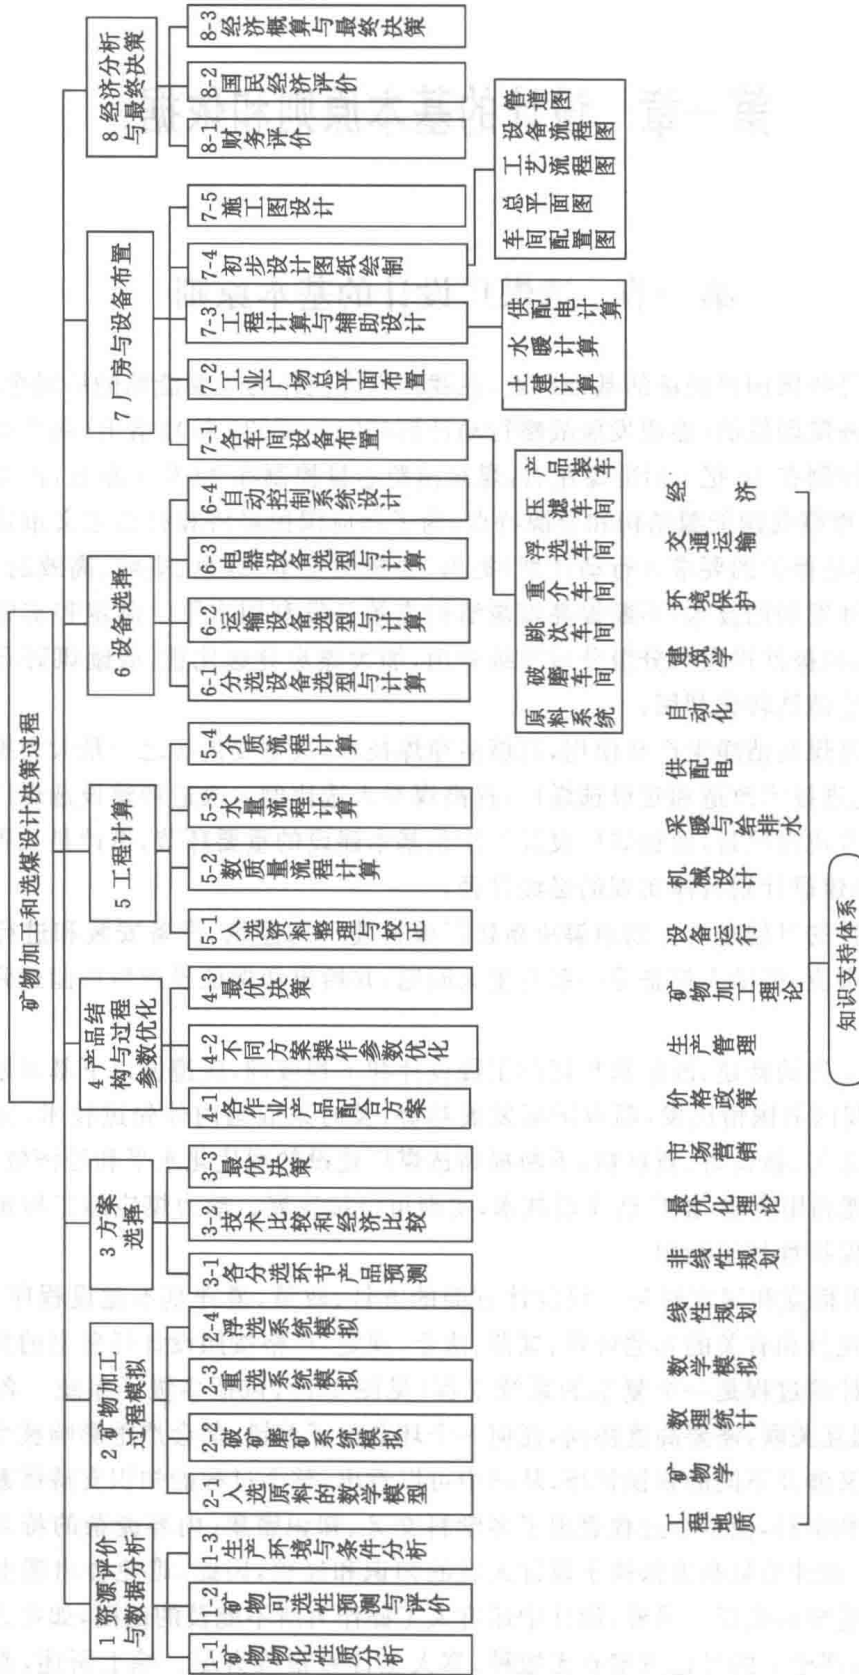 矿物加工和选煤设计决策过程
1 资源评价
与数据分析
2 矿物加工
过程模拟
3 方案
选择
4 产品结
构与过程
参数优化
5 工程计算
6 设备选择
7 厂房与设备布置
8 经济分析
与最终决策
1-1 矿物物化性质分析
1-2 矿物可选性预测与评价
1-3 生产环境与条件分析
2-1 入选原料的数学模型
2-2 破矿磨矿系统模拟
2-3 重选系统模拟
2-4 浮选系统模拟
3-1 各分选环节产品预测
3-2 技术比较和经济比较
3-3 最优决策
4-1 各作业产品配合方案
4-2 不同方案操作参数优化
4-3 最优决策
5-1 入选资料整理与校正
5-2 数质量流程计算
5-3 水量流程计算
5-4 介质流程计算
6-1 分选设备选型与计算
6-2 运输设备选型与计算
6-3 电器设备选型与计算
6-4 自动控制系统设计
7-1 各车间设备布置
7-2 工业广场总平面布置
7-3 工程计算与辅助设计
7-4 初步设计图纸绘制
7-5 施工图设计
8-1 财务评价
8-2 国民经济评价
8-3 经济概算与最终决策
原料系统
破磨车间
跳汰车间
重介车间
浮选车间
压滤车间
产品装车
土建计算
水暖计算
供配电计算
车间配置图
总平面图
工艺流程图
设备流程图
管道图
工程地质
矿物学
数理统计
数学模拟
线性规划
非线性规划
最优化理论
市场营销
价格政策
生产管理
矿物加工理论
设备运行
机械设计
采暖与给排水
供配电
自动化
建筑学
环境保护
交通运输
经济
知识支持体系